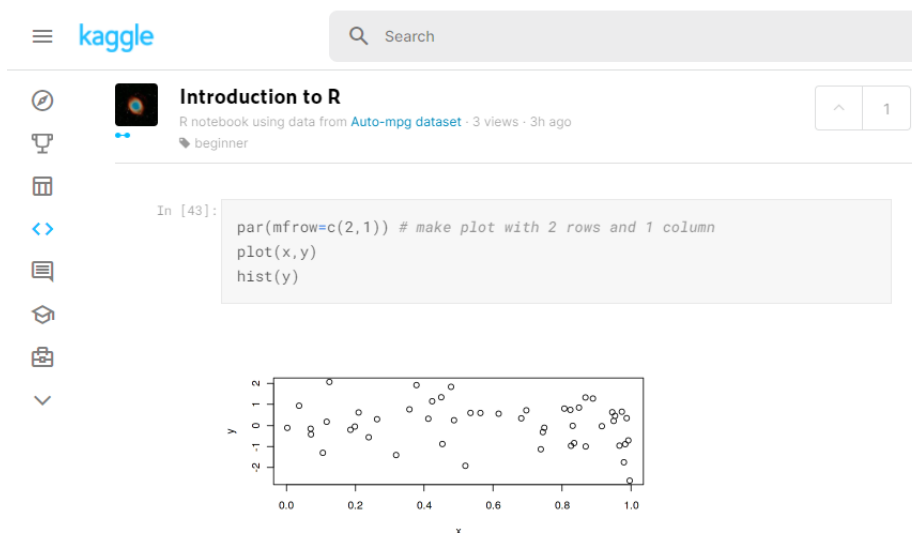 kaggle
Search
Introduction to R
R notebook using data from Auto-mpg dataset · 3 views · 3h ago
beginner
1
In [43]:
par(mfrow=c(2,1)) # make plot with 2 rows and 1 column
plot(x,y)
hist(y)
2
1
0
-1
-2
y
0.0 0.2 0.4 0.6 0.8 1.0
x